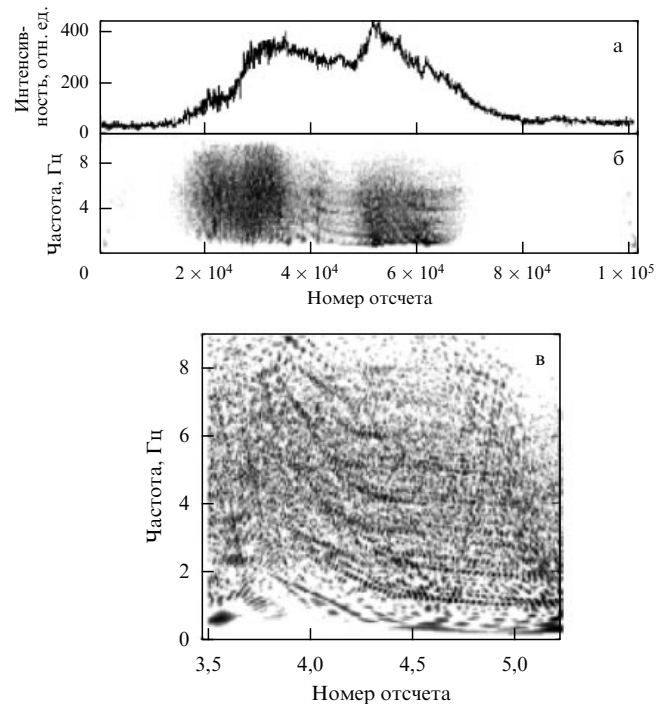 400
200
0
Интенсив-
ность, отн. ед.
а
8
4
Частота, Гц
б
0 2 × 10⁴ 4 × 10⁴ 6 × 10⁴ 8 × 10⁴ 1 × 10⁵
Номер отсчета
8
6
4
2
0
Частота, Гц
в
3,5 4,0 4,5 5,0
Номер отсчета